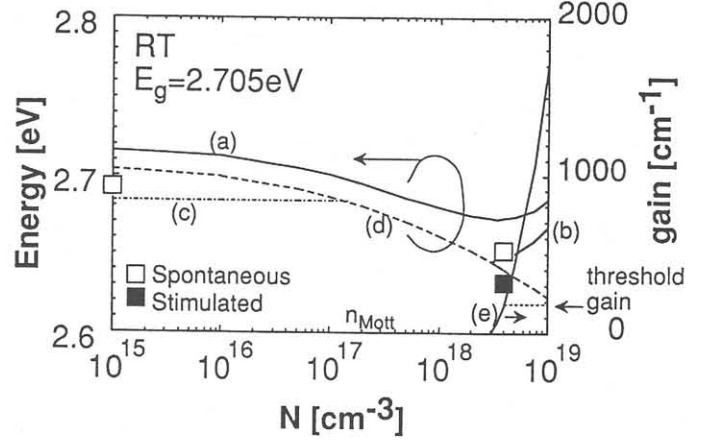 2.8
2000
RT
E_g=2.705eV
(a)
1000
2.7
(c)
(d)
(b)
Energy [eV]
gain [cm^-1]
Spontaneous
Stimulated
threshold
gain
n_Mott
(e)
2.6
0
10^15
10^16
10^17
10^18
10^19
N [cm^-3]